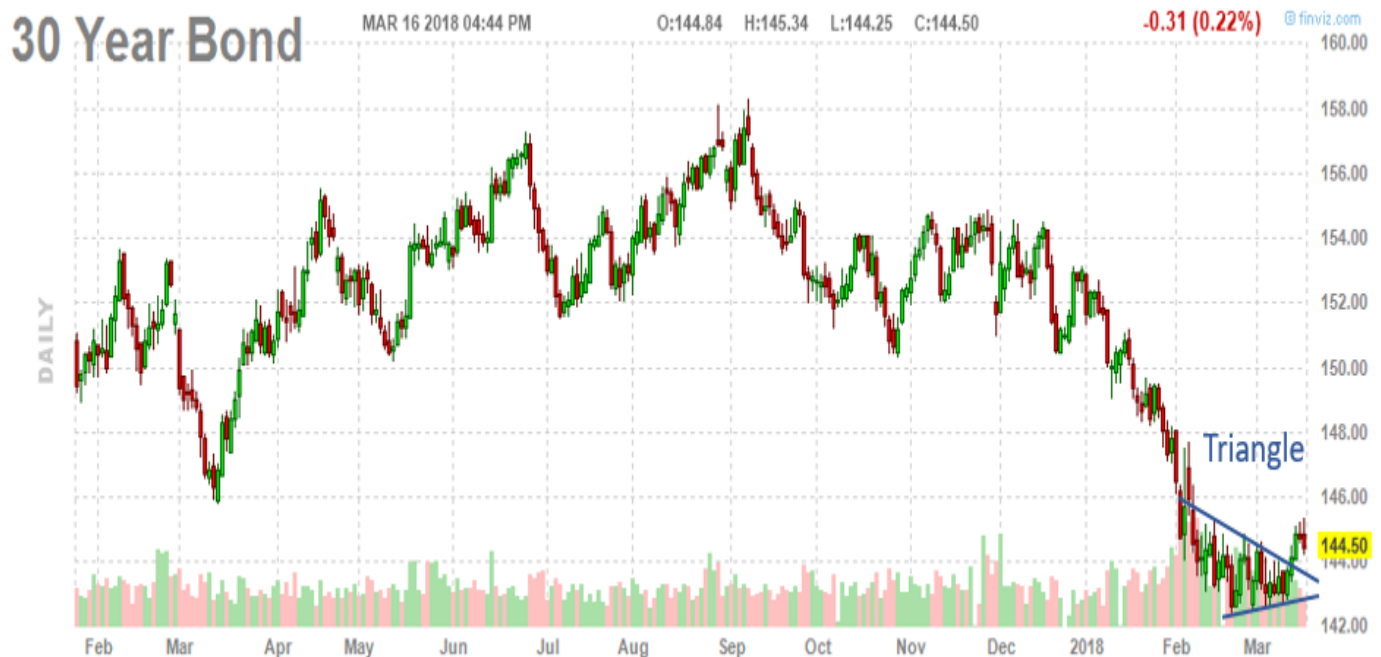 30 Year Bond
MAR 16 2018 04:44 PM
O:144.84 H:145.34 L:144.25 C:144.50
-0.31 (0.22%)
© finviz.com
DAILY
160.00
158.00
156.00
154.00
152.00
150.00
148.00
146.00
144.50
144.00
142.00
Triangle
Feb Mar Apr May Jun Jul Aug Sep Oct Nov Dec 2018 Feb Mar